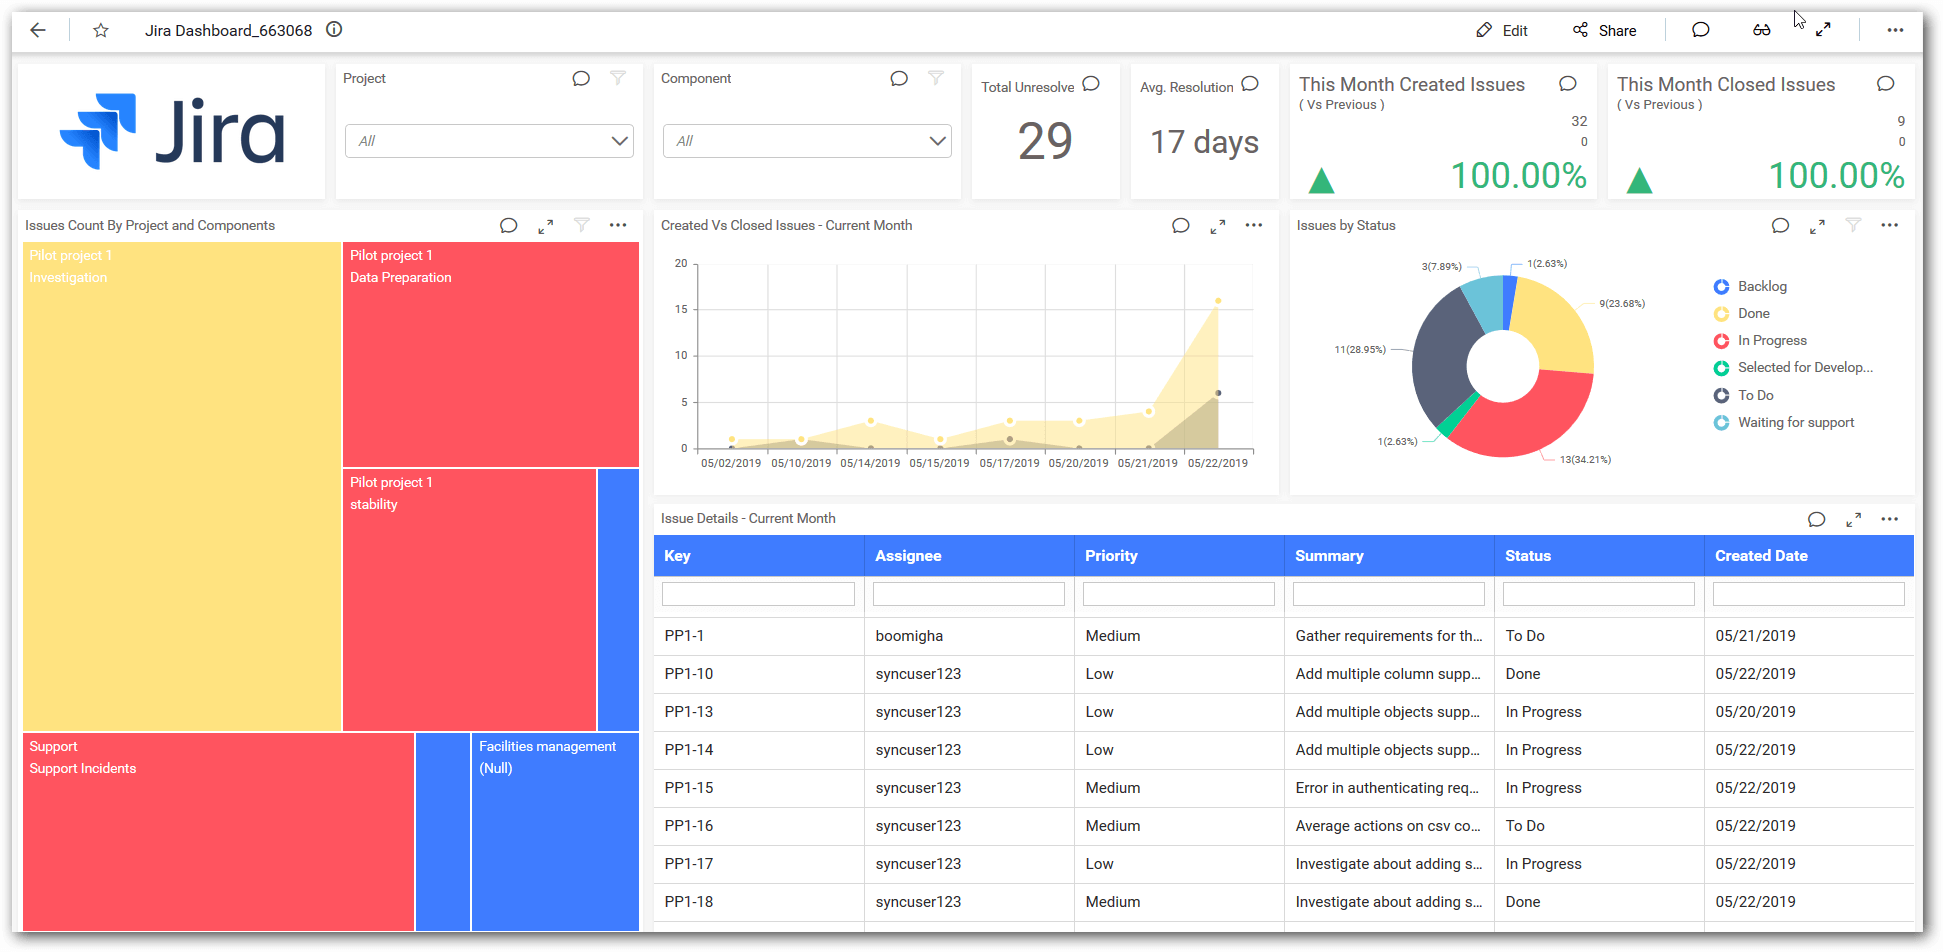 Jira Dashboard_663068
Edit
Share
Jira
Project
All
Component
All
Total Unresolve
29
Avg. Resolution
17 days
This Month Created Issues
( Vs Previous )
32
0
100.00%
This Month Closed Issues
( Vs Previous )
9
0
100.00%
Issues Count By Project and Components
Pilot project 1
Investigation
Pilot project 1
Data Preparation
Pilot project 1
stability
Support
Support Incidents
Facilities management
(Null)
Created Vs Closed Issues - Current Month
20
15
10
5
0
05/02/2019 05/10/2019 05/14/2019 05/15/2019 05/17/2019 05/20/2019 05/21/2019 05/22/2019
Issues by Status
3(7.89%)
1(2.63%)
9(23.68%)
11(28.95%)
1(2.63%)
13(34.21%)
Backlog
Done
In Progress
Selected for Develop...
To Do
Waiting for support
Issue Details - Current Month
Key Assignee Priority Summary Status Created Date
PP1-1 boomigha Medium Gather requirements for th... To Do 05/21/2019
PP1-10 syncuser123 Low Add multiple column supp... Done 05/22/2019
PP1-13 syncuser123 Low Add multiple objects supp... In Progress 05/20/2019
PP1-14 syncuser123 Low Add multiple objects supp... In Progress 05/22/2019
PP1-15 syncuser123 Medium Error in authenticating req... In Progress 05/22/2019
PP1-16 syncuser123 Medium Average actions on csv co... To Do 05/22/2019
PP1-17 syncuser123 Low Investigate about adding s... In Progress 05/22/2019
PP1-18 syncuser123 Medium Investigate about adding s... Done 05/22/2019